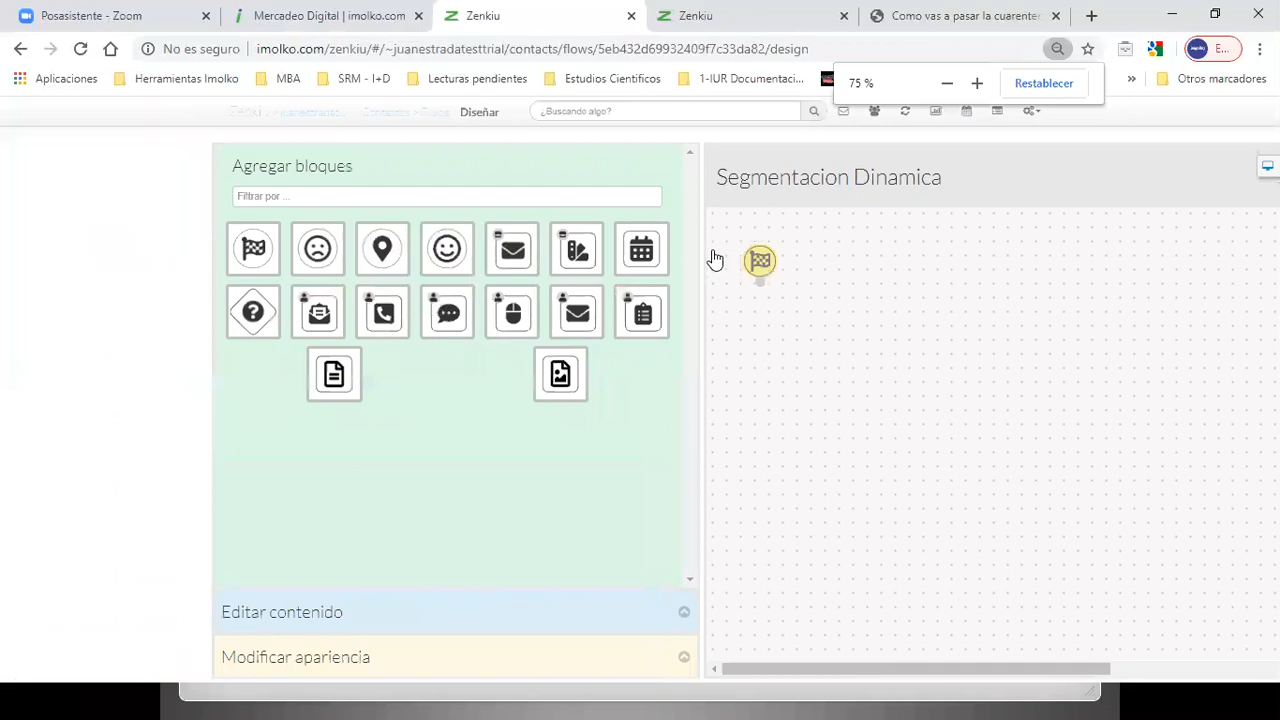 Posasistente - Zoom
Mercadeo Digital | imolko.com
Zenkiu
Zenkiu
Como vas a pasar la cuarente
No es seguro
imolko.com/zenkiu/#/~juanestradatesttrial/contacts/flows/5eb432d69932409f7c33da82/design
E...
Aplicaciones
Herramientas Imolko
MBA
SRM - I+D
Lecturas pendientes
Estudios Cientificos
1-IUR Documentaci...
»
Otros marcadores
75 %
Restablecer
Diseñar
¿Buscando algo?
Agregar bloques
Filtrar por ...
Segmentacion Dinamica
Editar contenido
Modificar apariencia